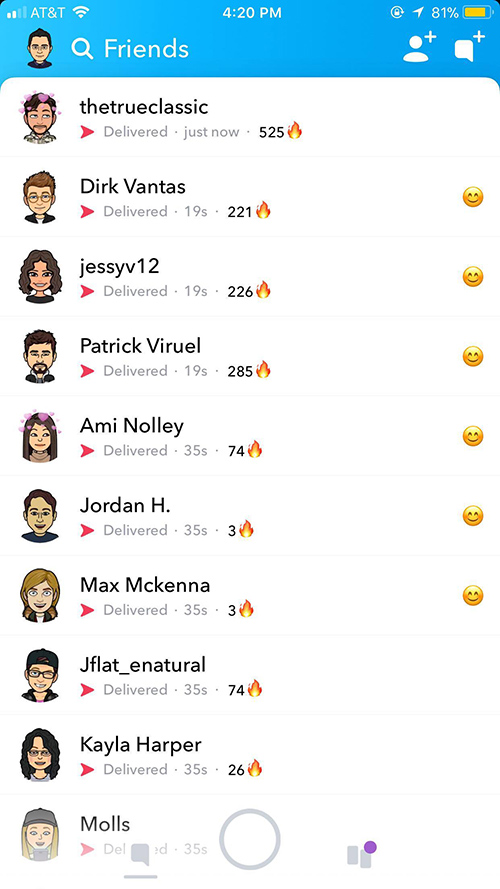 AT&T 4:20 PM 81%
Friends
thetrueclassic
Delivered · just now · 525🔥
Dirk Vantas
Delivered · 19s · 221🔥
jessyv12
Delivered · 19s · 226🔥
Patrick Viruel
Delivered · 19s · 285🔥
Ami Nolley
Delivered · 35s · 74🔥
Jordan H.
Delivered · 35s · 3🔥
Max Mckenna
Delivered · 35s · 3🔥
Jflat_enatural
Delivered · 35s · 74🔥
Kayla Harper
Delivered · 35s · 26🔥
Molls
· 35s